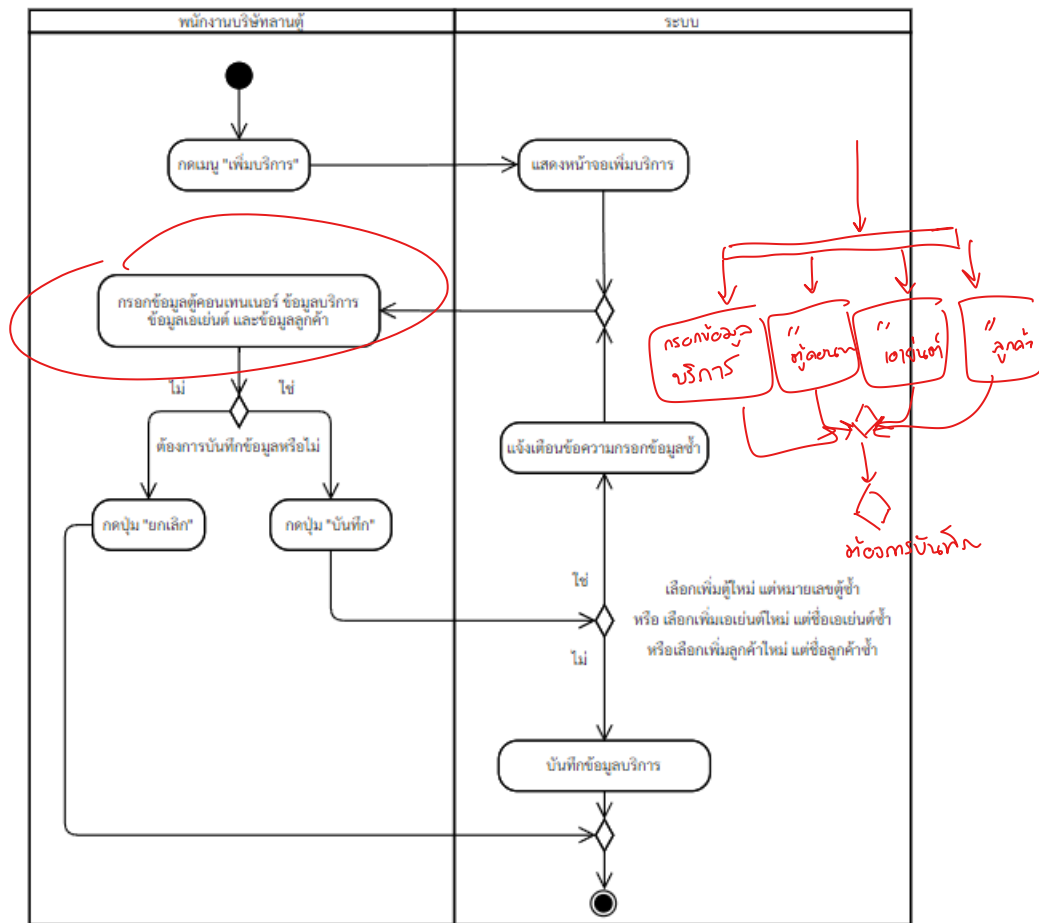 พนักงานบริษัทลานตู้
ระบบ
กดเมนู "เพิ่มบริการ"
แสดงหน้าจอเพิ่มบริการ
กรอกข้อมูลตู้คอนเทนเนอร์ ข้อมูลบริการ
ข้อมูลเอเย่นต์ และข้อมูลลูกค้า
ไม่
ใช่
ต้องการบันทึกข้อมูลหรือไม่
กดปุ่ม "ยกเลิก"
กดปุ่ม "บันทึก"
แจ้งเตือนข้อความกรอกข้อมูลซ้ำ
ใช่
ไม่
เลือกเพิ่มตู้ใหม่ แต่หมายเลขตู้ซ้ำ
หรือ เลือกเพิ่มเอเย่นต์ใหม่ แต่ชื่อเอเย่นต์ซ้ำ
หรือเลือกเพิ่มลูกค้าใหม่ แต่ชื่อลูกค้าซ้ำ
บันทึกข้อมูลบริการ
กรอกข้อมูล
บริการ
"
"
เอเย่นต์
"
ลูกค้า
ต้องการบันทึก